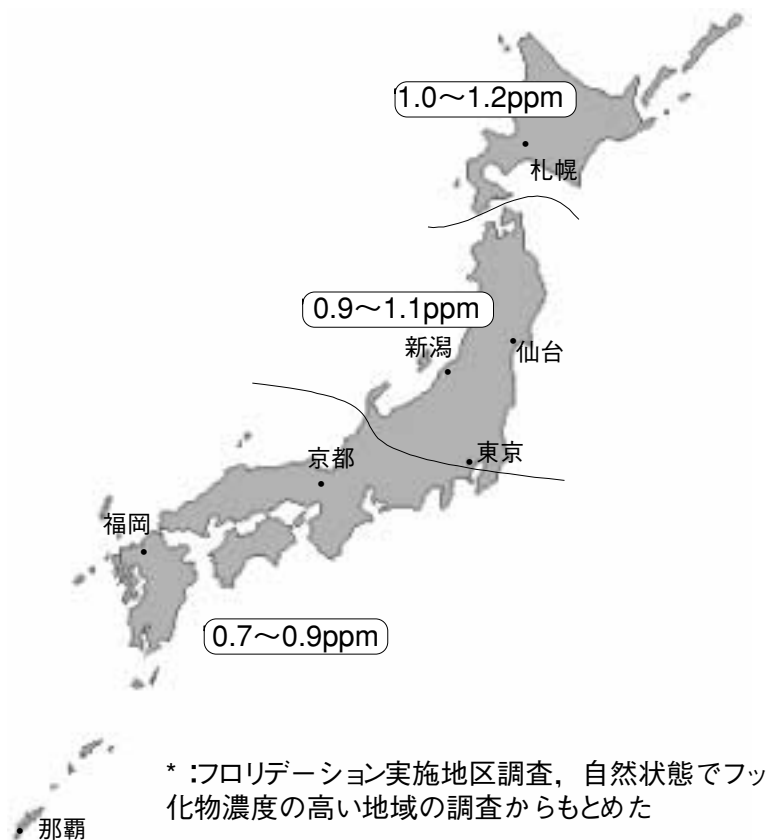 1.0～1.2ppm
札幌
0.9～1.1ppm
新潟
仙台
東京
京都
福岡
0.7～0.9ppm
* :フロリデーション実施地区調査, 自然状態でフッ
化物濃度の高い地域の調査からもとめた
那覇